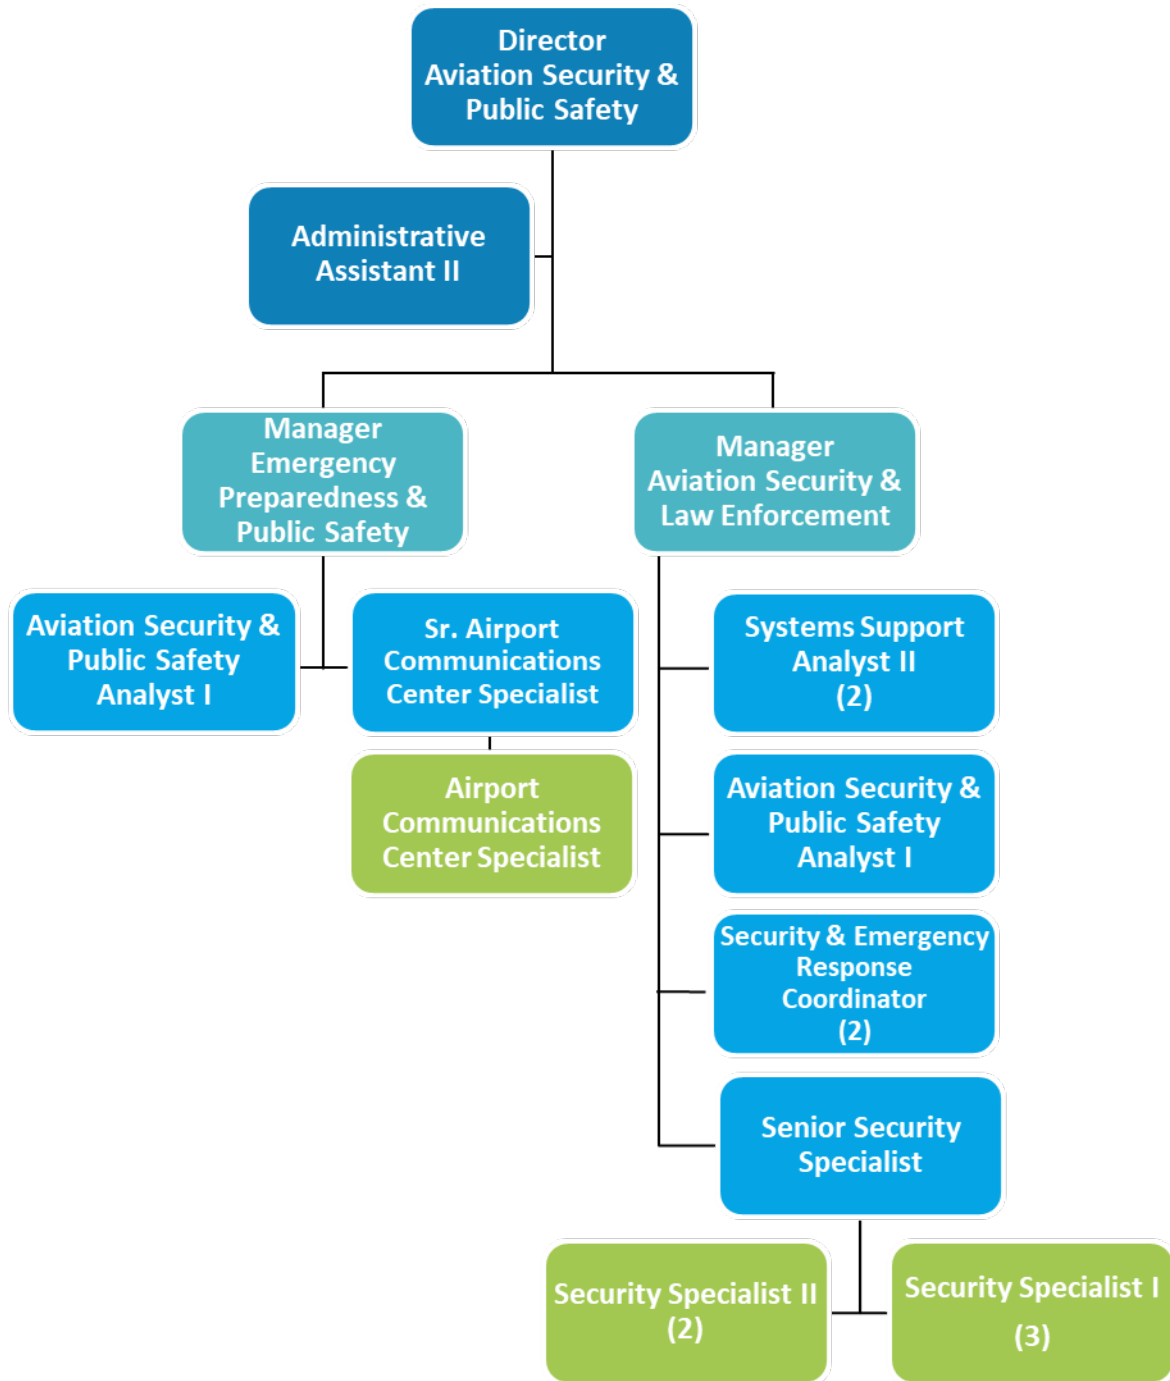 Director
Aviation Security &
Public Safety
Administrative
Assistant II
Manager
Emergency
Preparedness &
Public Safety
Manager
Aviation Security &
Law Enforcement
Aviation Security &
Public Safety
Analyst I
Sr. Airport
Communications
Center Specialist
Airport
Communications
Center Specialist
Systems Support
Analyst II
(2)
Aviation Security &
Public Safety
Analyst I
Security & Emergency
Response
Coordinator
(2)
Senior Security
Specialist
Security Specialist II
(2)
Security Specialist I
(3)